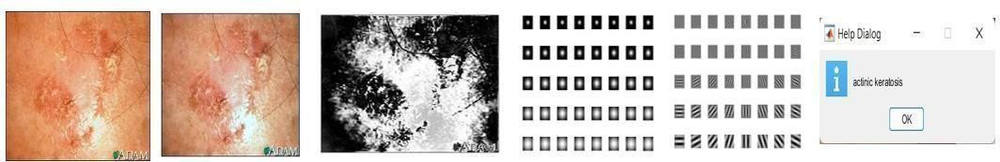 ADAM
ADAM
ADAM
Help Dialog
actinic keratosis
OK